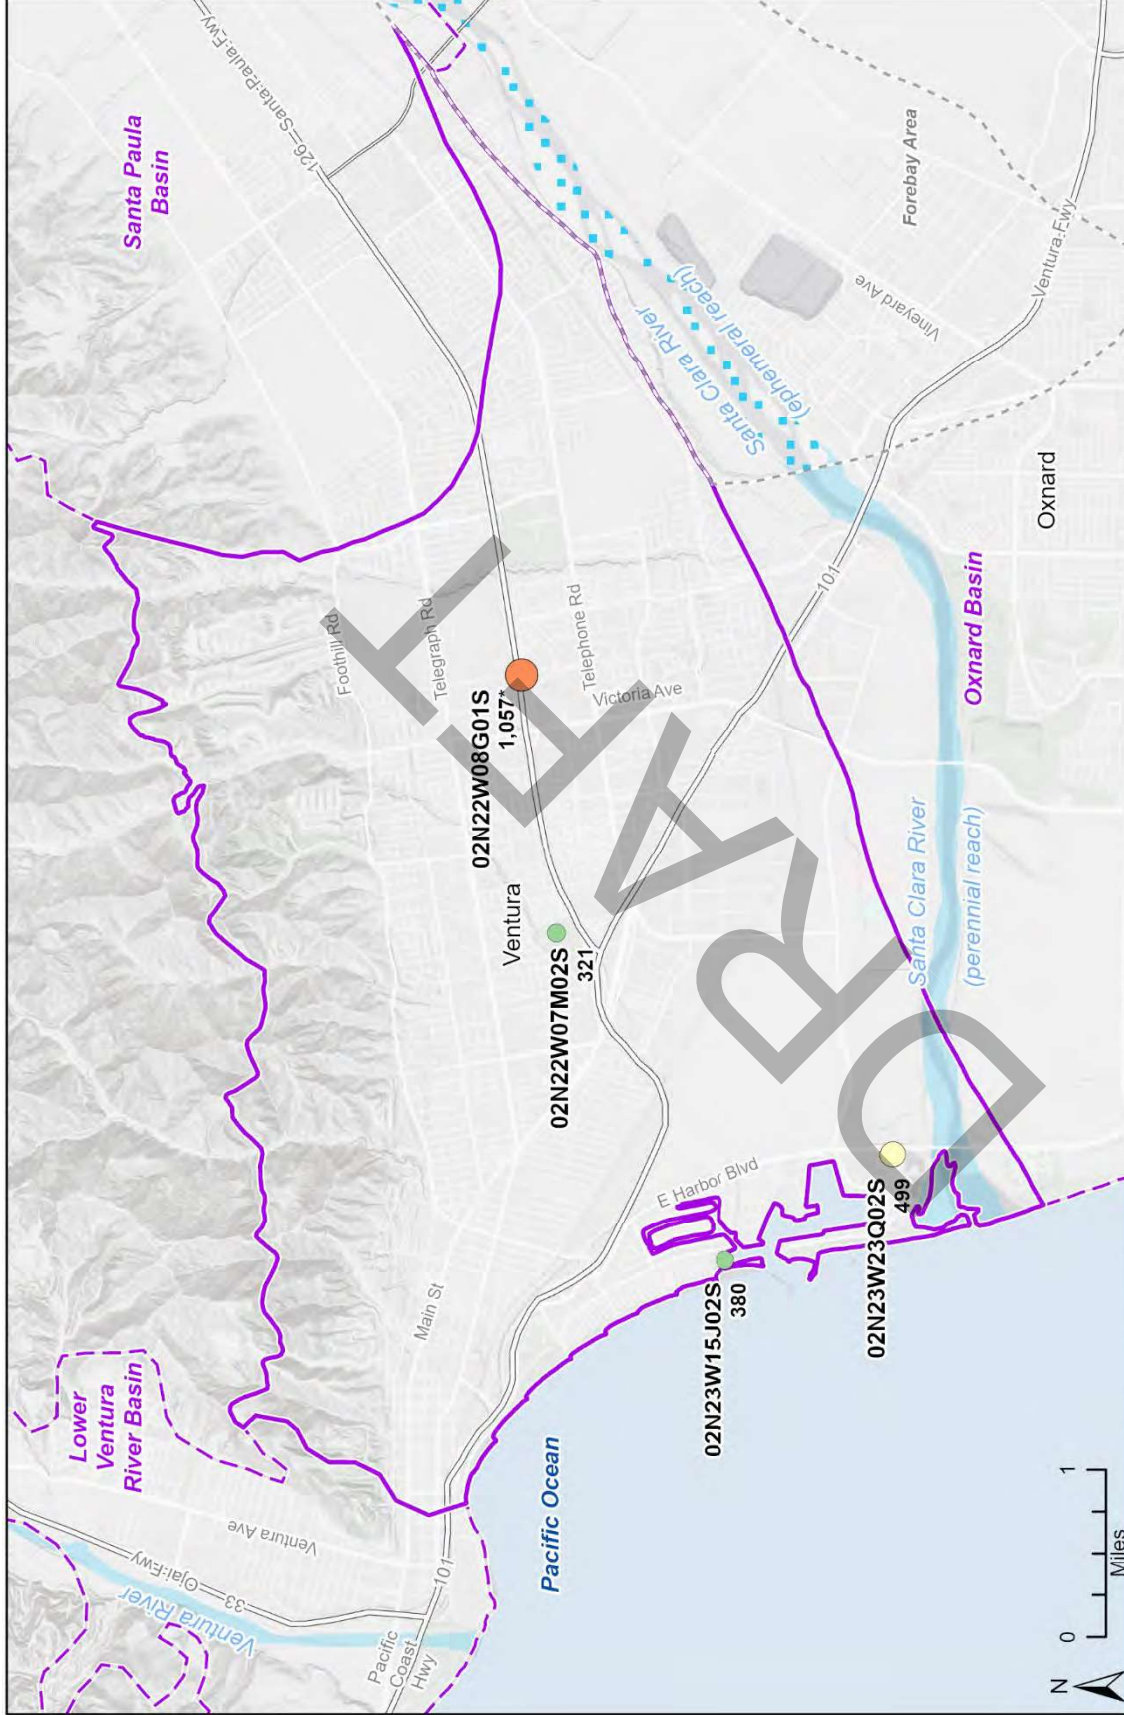 Lower
Ventura
River Basin
Santa Paula
Basin
126
Santa-Paula-Fwy
Ojai-Fwy
33
Ventura River
Ventura Ave
Foothill Rd
Main St
Telegraph Rd
Pacific
Coast
Hwy
101
02N22W08G01S
1,057*
Ventura
02N22W07M02S
321
Telephone Rd
Victoria Ave
Pacific Ocean
E Harbor Blvd
02N23W15J02S
380
101
Santa Clara River
(ephemeral reach)
Vineyard Ave
Forebay Area
Ventura-Fwy
02N23W23Q02S
499
Santa Clara River
(perennial reach)
Oxnard Basin
Oxnard
DRAFT
N
0
1
Miles